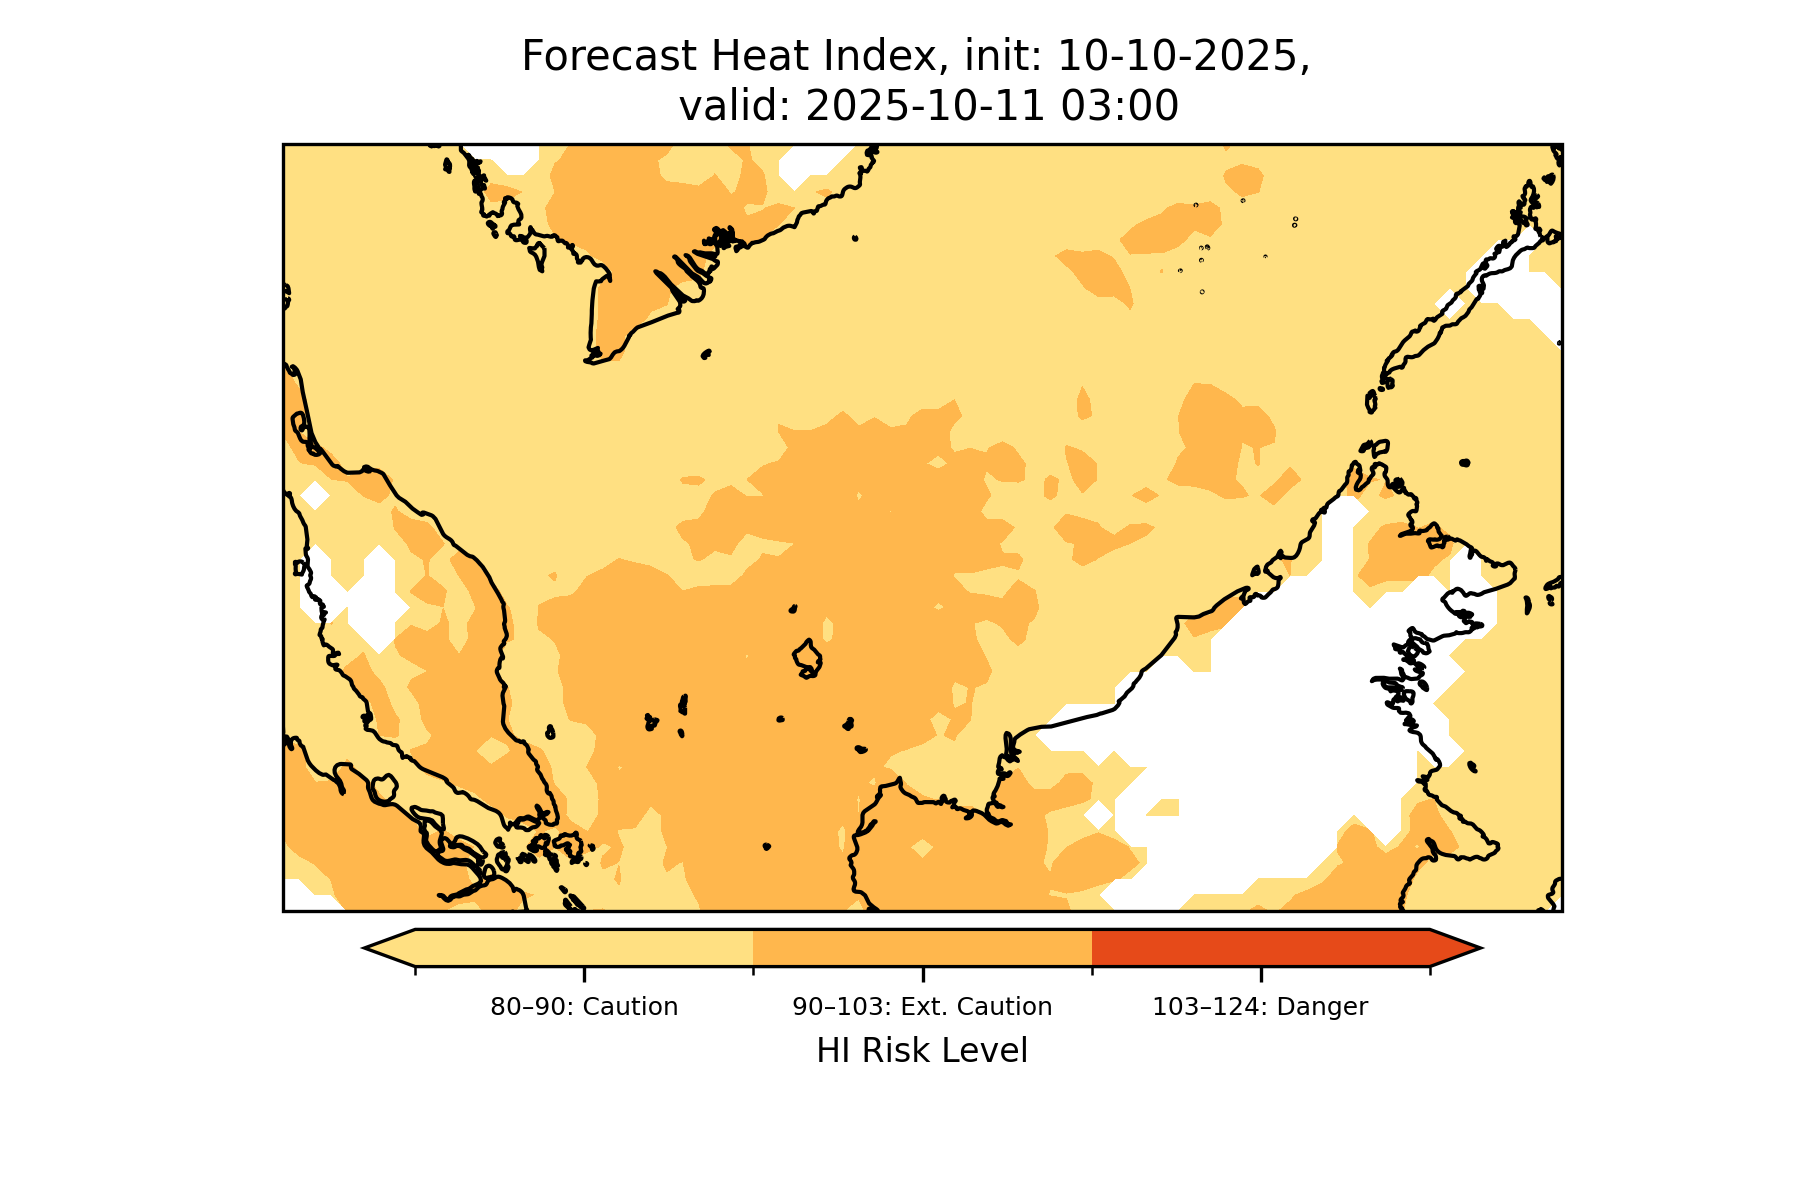 Forecast Heat Index, init: 10-10-2025,
valid: 2025-10-11 03:00
80–90: Caution
90–103: Ext. Caution
103–124: Danger
HI Risk Level